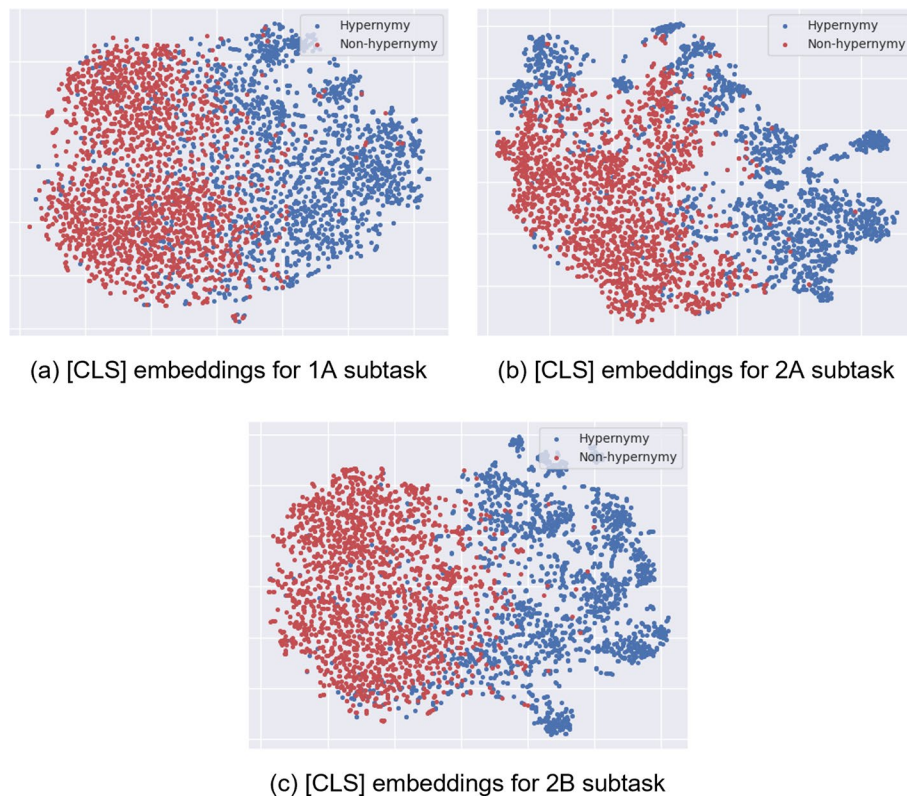 Hypernymy
Non-hypernymy
Hypernymy
Non-hypernymy
(a) [CLS] embeddings for 1A subtask
(b) [CLS] embeddings for 2A subtask
Hypernymy
Non-hypernymy
(c) [CLS] embeddings for 2B subtask